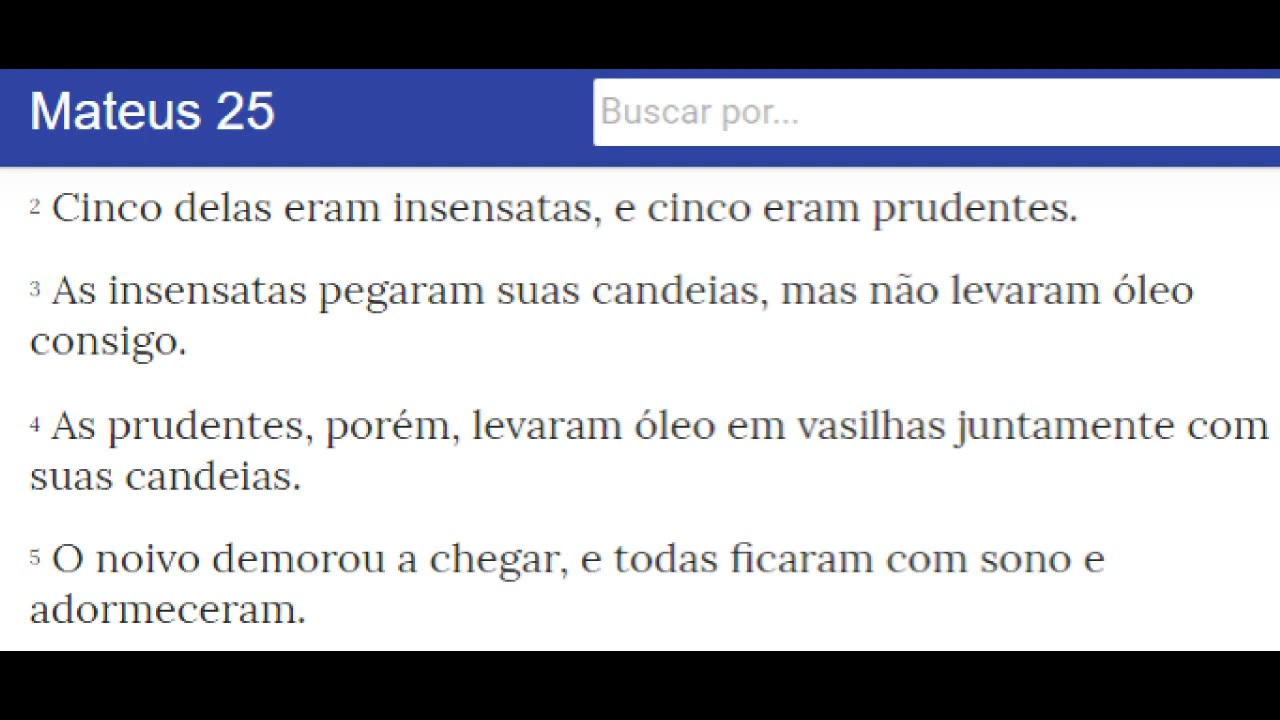 Mateus 25
Buscar por...
2 Cinco delas eram insensatas, e cinco eram prudentes.
3 As insensatas pegaram suas candeias, mas não levaram óleo
consigo.
4 As prudentes, porém, levaram óleo em vasilhas juntamente com
suas candeias.
5 O noivo demorou a chegar, e todas ficaram com sono e
adormeceram.